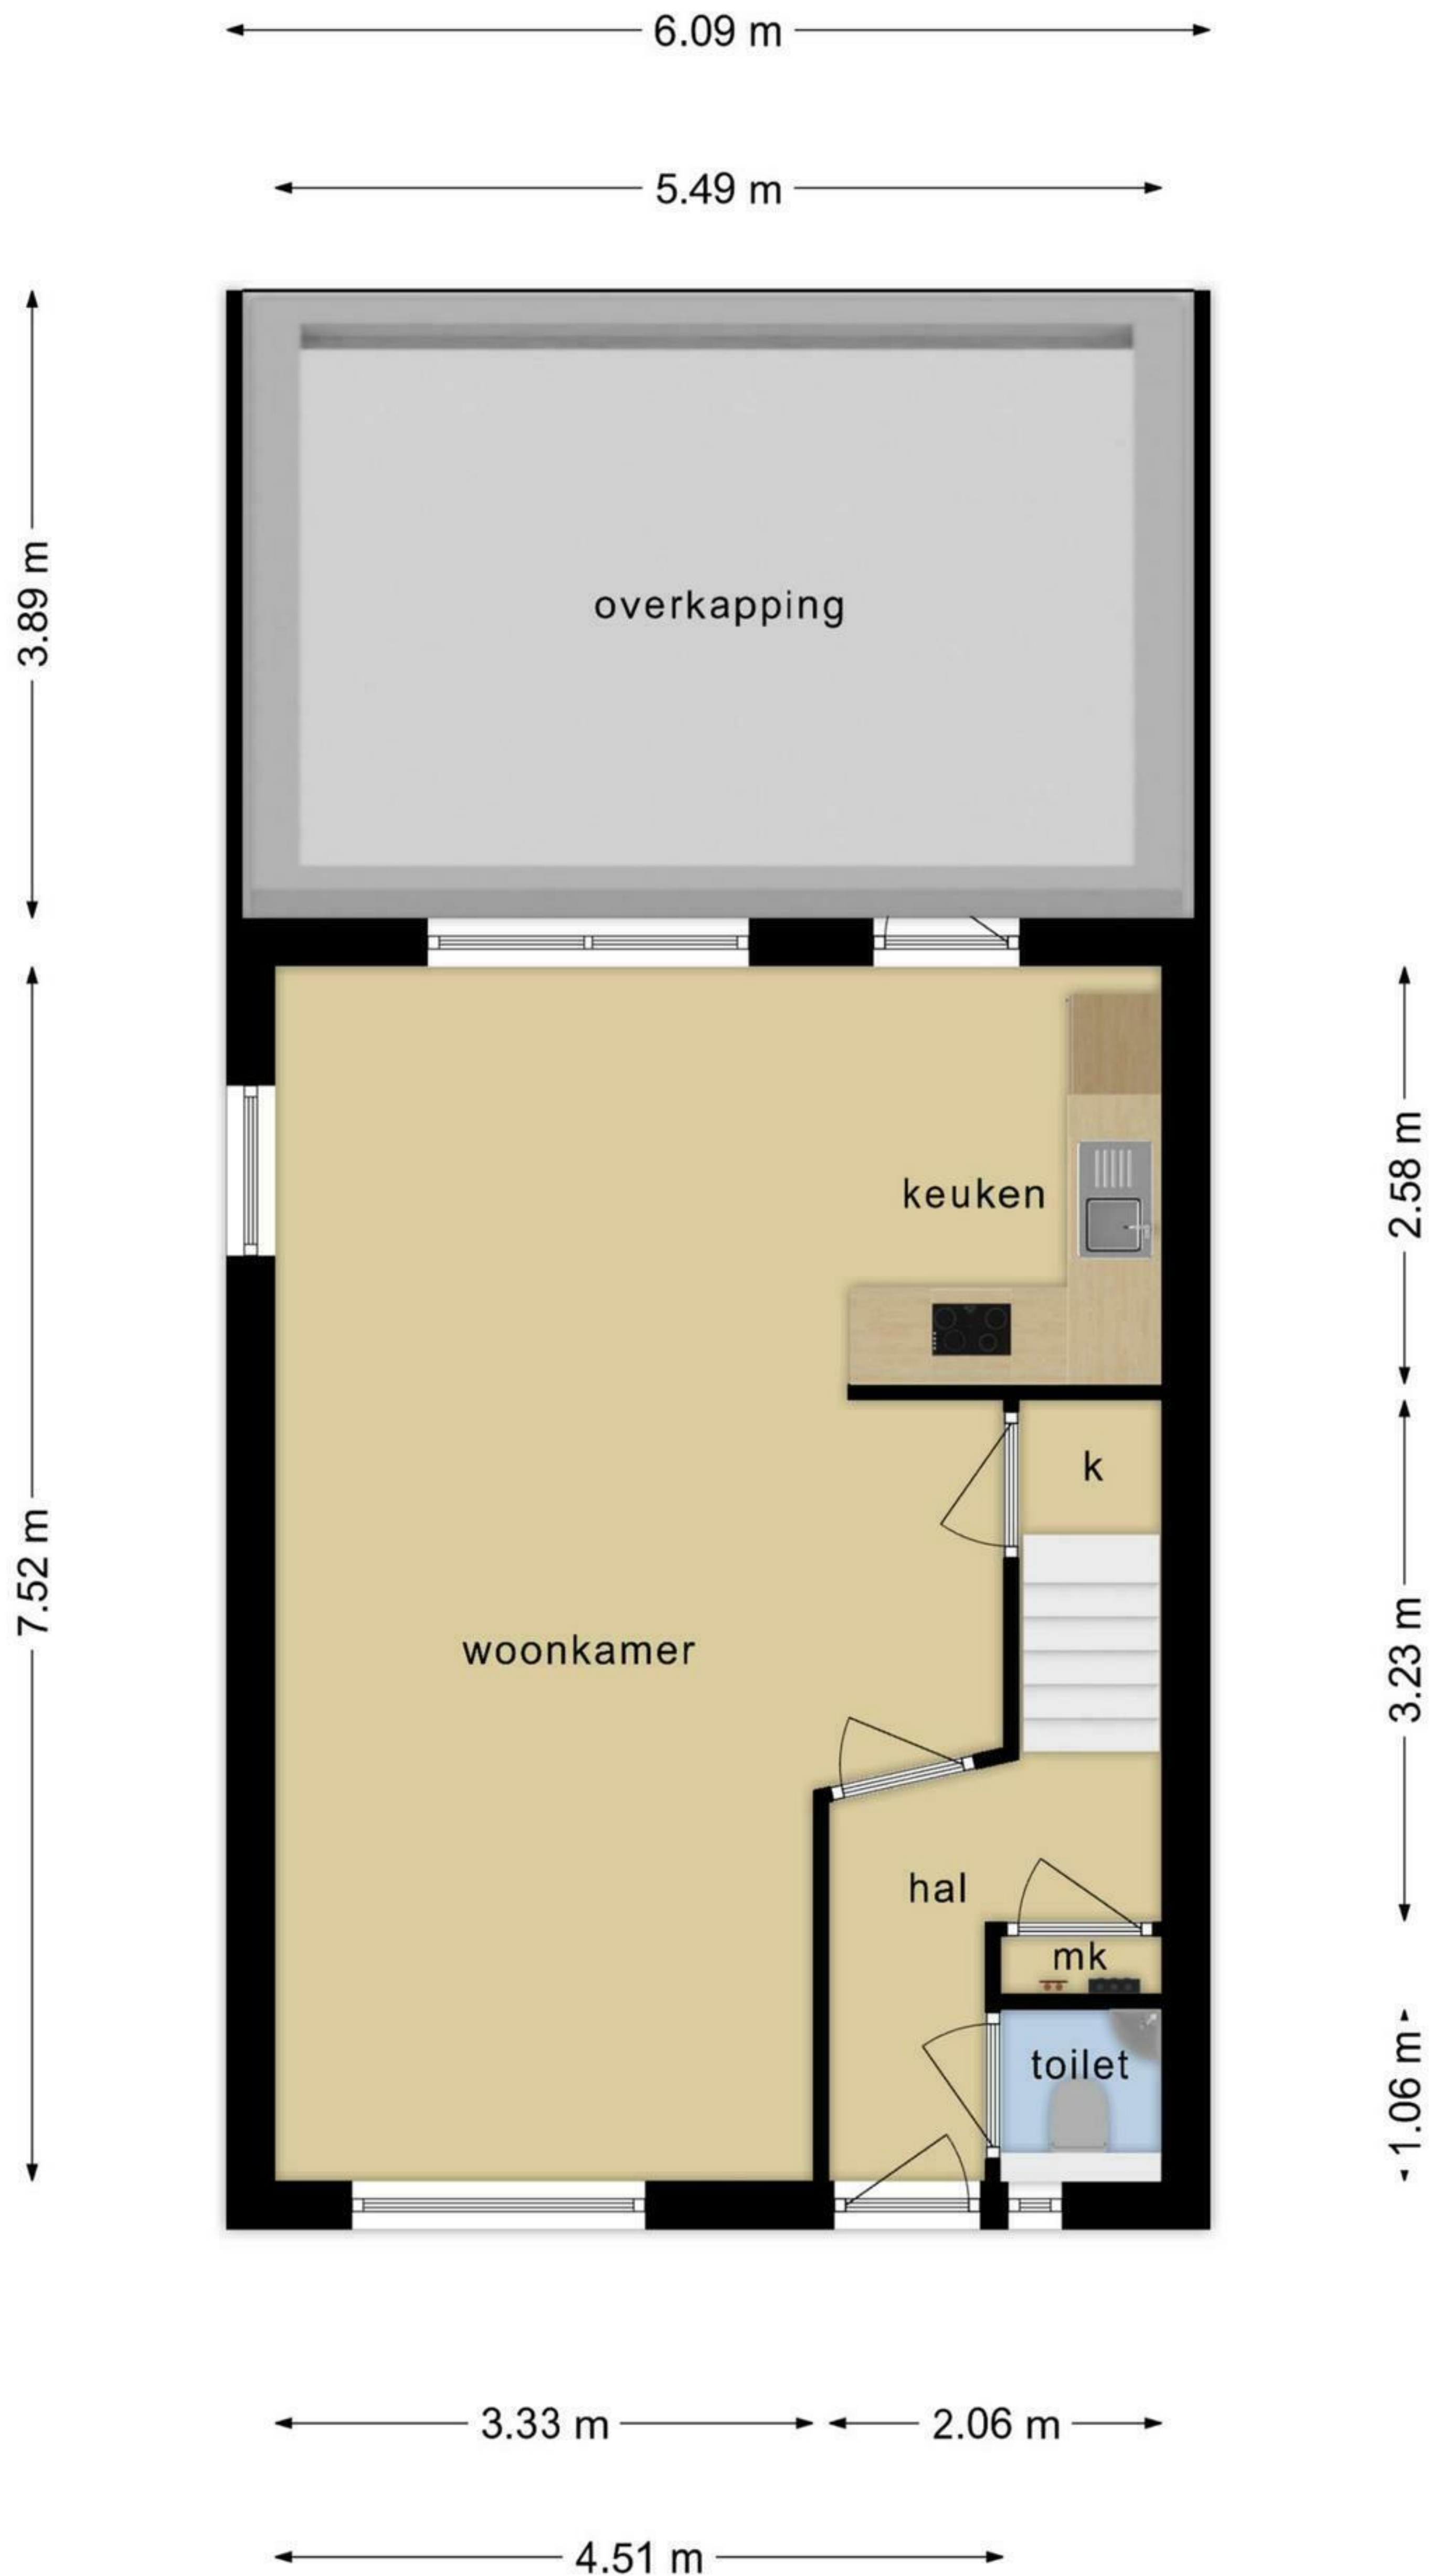 6.09 m
5.49 m
3.89 m
overkapping
keuken
2.58 m
k
7.52 m
woonkamer
3.23 m
hal
mk
toilet
1.06 m
3.33 m
2.06 m
4.51 m